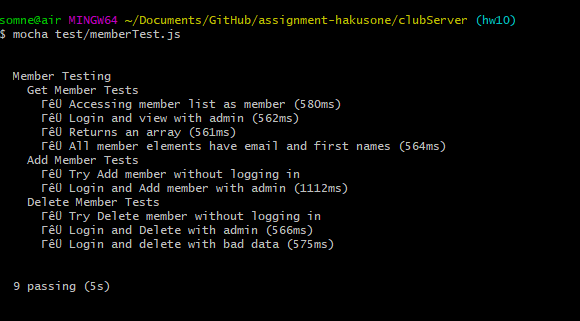 somne@air MINGW64 ~/Documents/GitHub/assignment-hakusone/clubServer (hw10)
$ mocha test/memberTest.js
Member Testing
Get Member Tests
ΓêÜ Accessing member list as member (580ms)
ΓêÜ Login and view with admin (562ms)
ΓêÜ Returns an array (561ms)
ΓêÜ All member elements have email and first names (564ms)
Add Member Tests
ΓêÜ Try Add member without logging in
ΓêÜ Login and Add member with admin (1112ms)
Delete Member Tests
ΓêÜ Try Delete member without logging in
ΓêÜ Login and Delete with admin (566ms)
ΓêÜ Login and delete with bad data (575ms)
9 passing (5s)